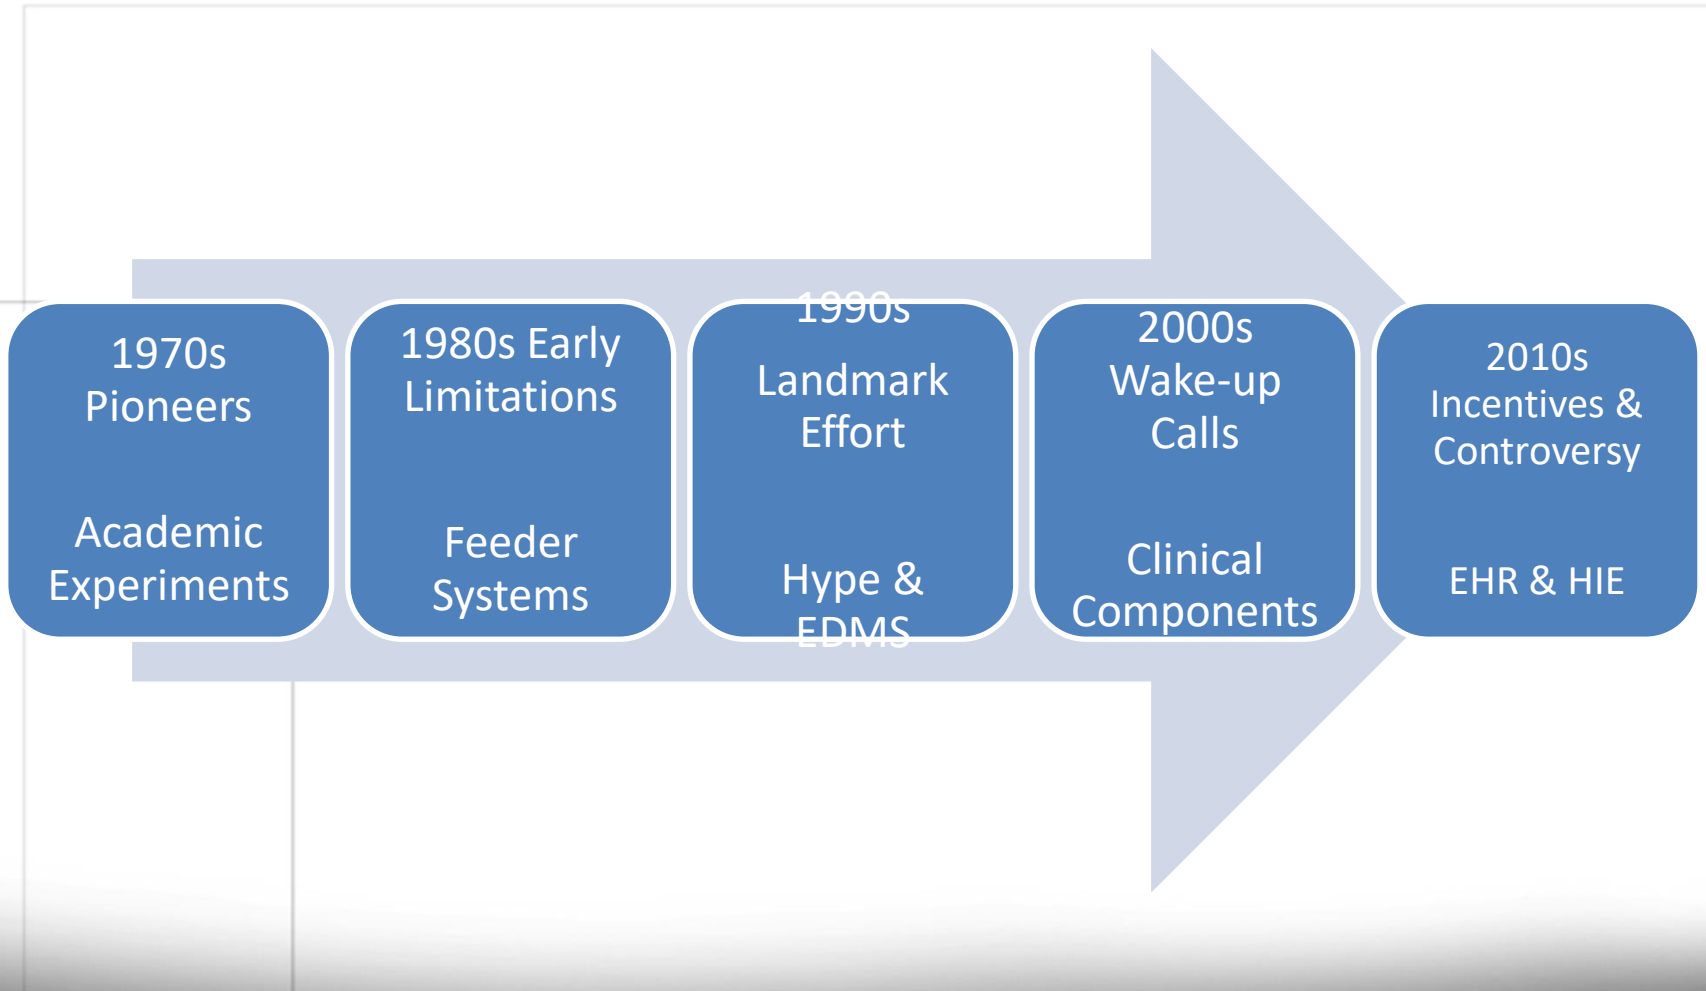 1970s
Pioneers
Academic
Experiments
1980s Early
Limitations
Feeder
Systems
1990s
Landmark
Effort
Hype &
EDMS
2000s
Wake-up
Calls
Clinical
Components
2010s
Incentives &
Controversy
EHR & HIE